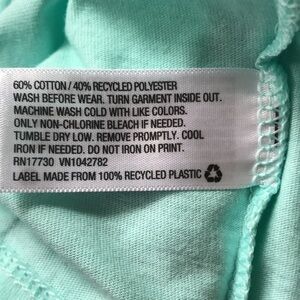 60% COTTON / 40% RECYCLED POLYESTER
WASH BEFORE WEAR. TURN GARMENT INSIDE OUT.
MACHINE WASH COLD WITH LIKE COLORS.
ONLY NON-CHLORINE BLEACH IF NEEDED.
TUMBLE DRY LOW. REMOVE PROMPTLY. COOL
IRON IF NEEDED. DO NOT IRON ON PRINT.
RN17730 VN1042782
LABEL MADE FROM 100% RECYCLED PLASTIC